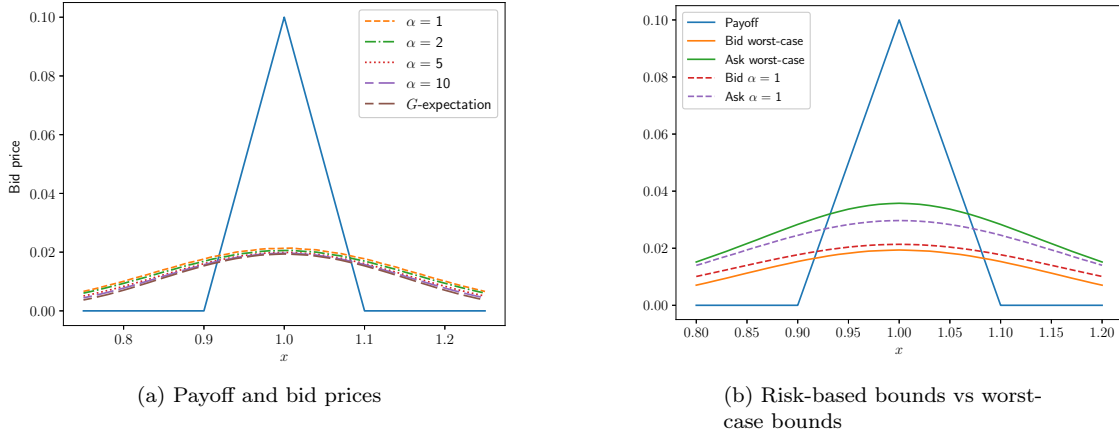 0.10
0.08
0.06
0.04
0.02
0.00
Bid price
α = 1
α = 2
α = 5
α = 10
G-expectation
0.8 0.9 1.0 1.1 1.2
x
(a) Payoff and bid prices
0.10
0.08
0.06
0.04
0.02
0.00
Payoff
Bid worst-case
Ask worst-case
Bid α = 1
Ask α = 1
0.80 0.85 0.90 0.95 1.00 1.05 1.10 1.15 1.20
x
(b) Risk-based bounds vs worst-
case bounds